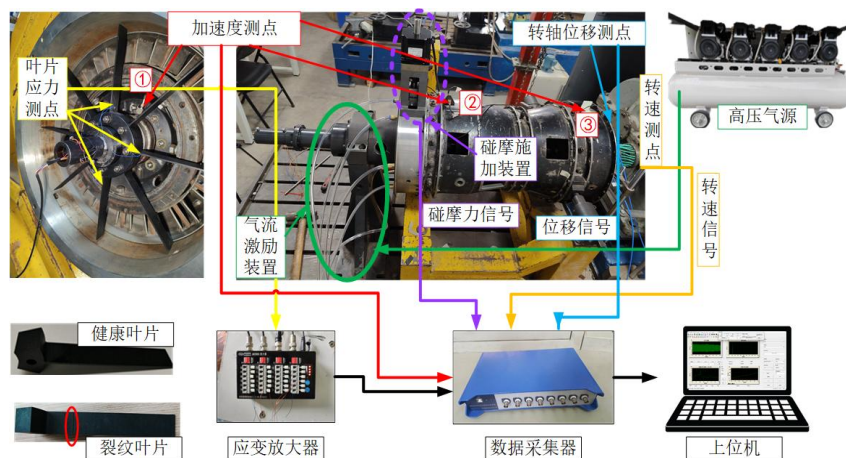 加速度测点
转轴位移测点
叶片
应力
测点
①
②
③
高压气源
转速测点
碰摩施
加装置
转速信号
气流
激励
装置
碰摩力信号
位移信号
健康叶片
裂纹叶片
应变放大器
数据采集器
上位机